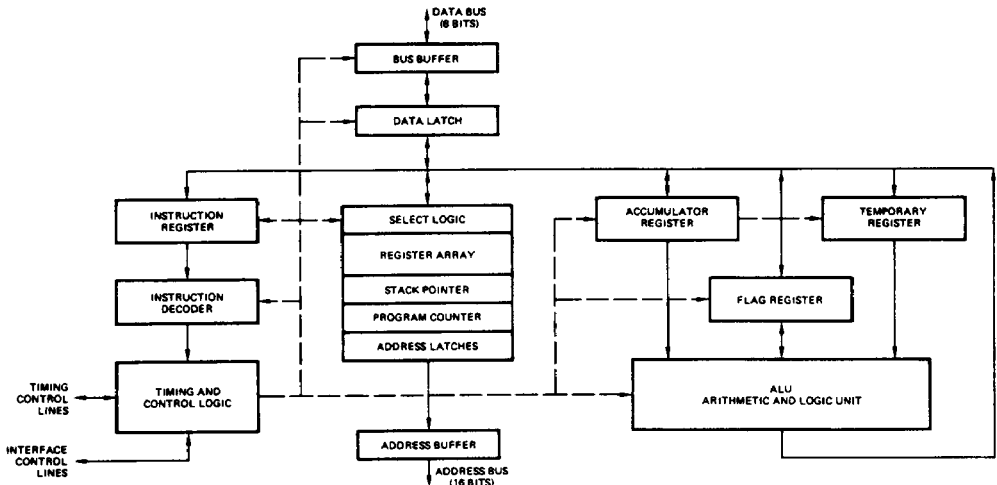 DATA BUS
(8 BITS)
BUS BUFFER
DATA LATCH
INSTRUCTION
REGISTER
SELECT LOGIC
REGISTER ARRAY
STACK POINTER
PROGRAM COUNTER
ADDRESS LATCHES
ACCUMULATOR
REGISTER
TEMPORARY
REGISTER
INSTRUCTION
DECODER
FLAG REGISTER
TIMING AND
CONTROL LOGIC
ALU
ARITHMETIC AND LOGIC UNIT
TIMING
CONTROL
LINES
INTERFACE
CONTROL
LINES
ADDRESS BUFFER
ADDRESS BUS
(16 BITS)